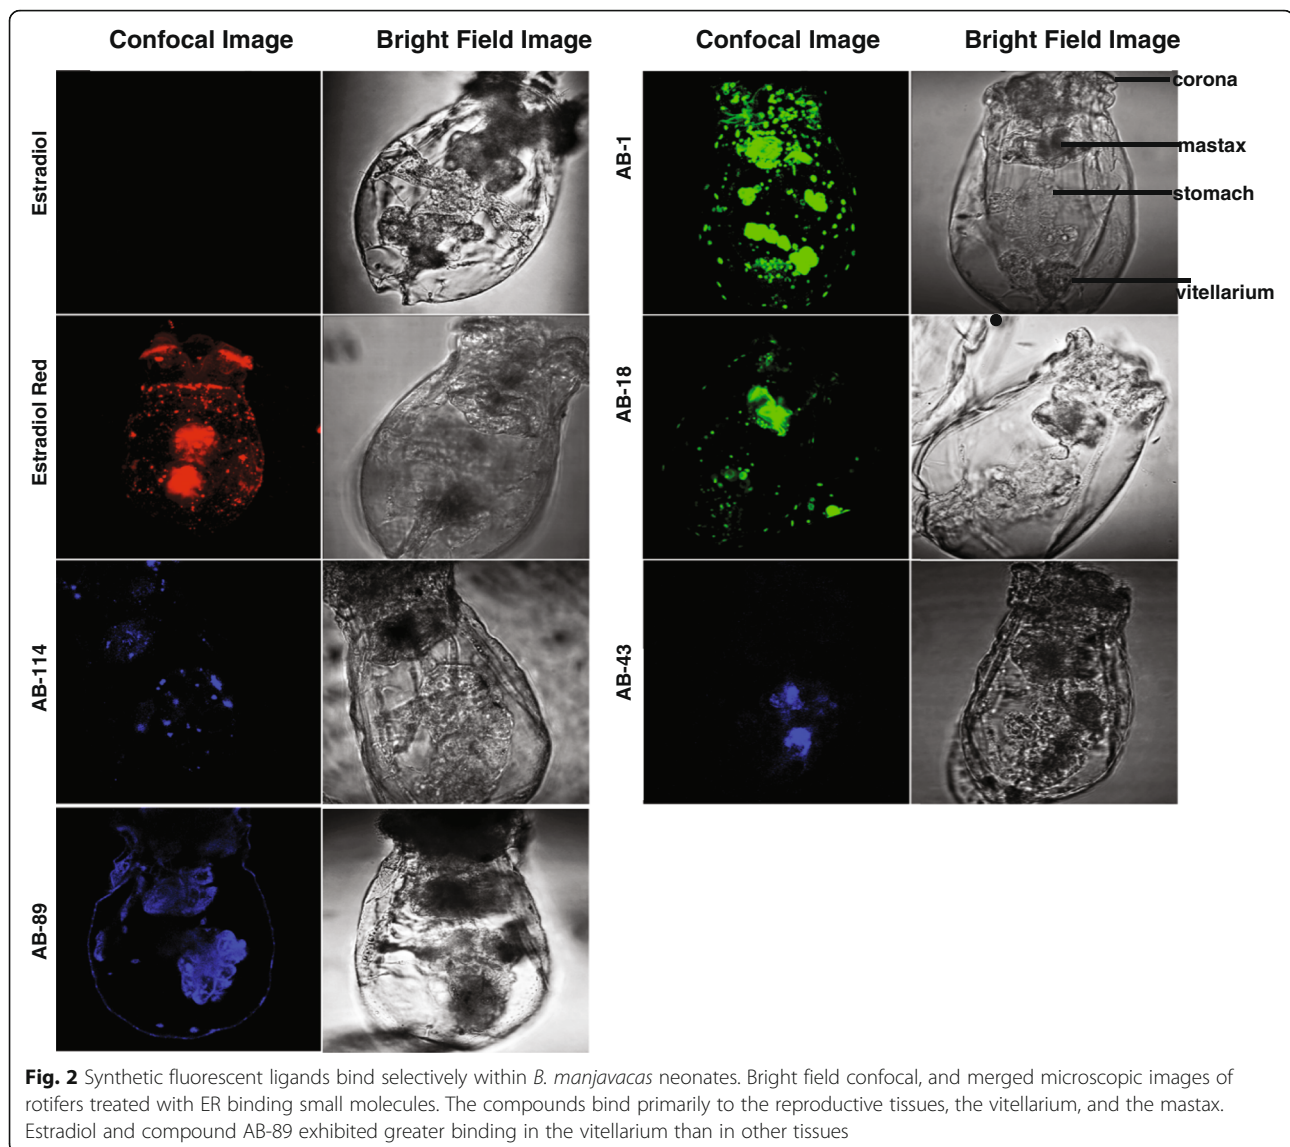 Confocal Image
Bright Field Image
Confocal Image
Bright Field Image
Estradiol
AB-1
corona
mastax
stomach
vitellarium
Estradiol Red
AB-18
AB-114
AB-43
AB-89
Fig. 2 Synthetic fluorescent ligands bind selectively within B. manjavacas neonates. Bright field confocal, and merged microscopic images of
rotifers treated with ER binding small molecules. The compounds bind primarily to the reproductive tissues, the vitellarium, and the mastax.
Estradiol and compound AB-89 exhibited greater binding in the vitellarium than in other tissues